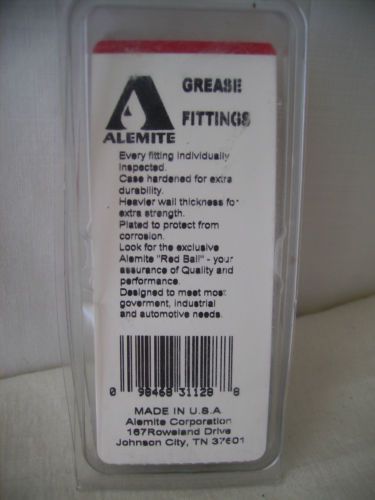 GREASE
FITTINGS
ALEMITE
Every fitting individually
inspected.
Case hardened for extra
durability.
Heavier wall thickness for
extra strength.
Plated to protect from
corrosion.
Look for the exclusive
Alemite "Red Ball" - your
assurance of Quality and
performance.
Designed to meet most
goverment, industrial
and automotive needs.
0 98468 31128 8
MADE IN U.S.A
Alemite Corporation
167 Roweland Drive
Johnson City, TN 37601